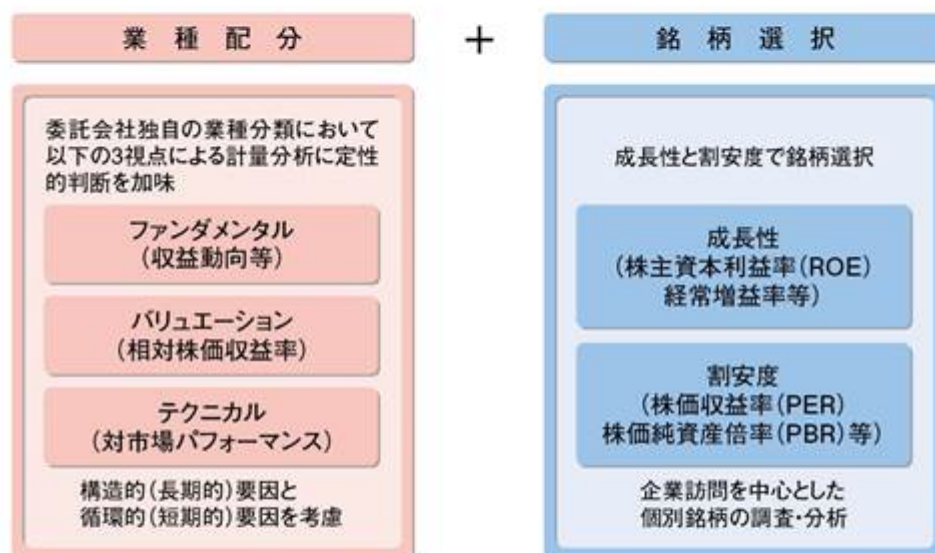 業種配分
委託会社独自の業種分類において
以下の3視点による計量分析に定性
的判断を加味
ファンダメンタル
(収益動向等)
バリュエーション
(相対株価収益率)
テクニカル
(対市場パフォーマンス)
構造的(長期的)要因と
循環的(短期的)要因を考慮
+
銘柄選択
成長性と割安度で銘柄選択
成長性
(株主資本利益率(ROE)
経常増益率等)
割安度
(株価収益率(PER)
株価純資産倍率(PBR)等)
企業訪問を中心とした
個別銘柄の調査・分析